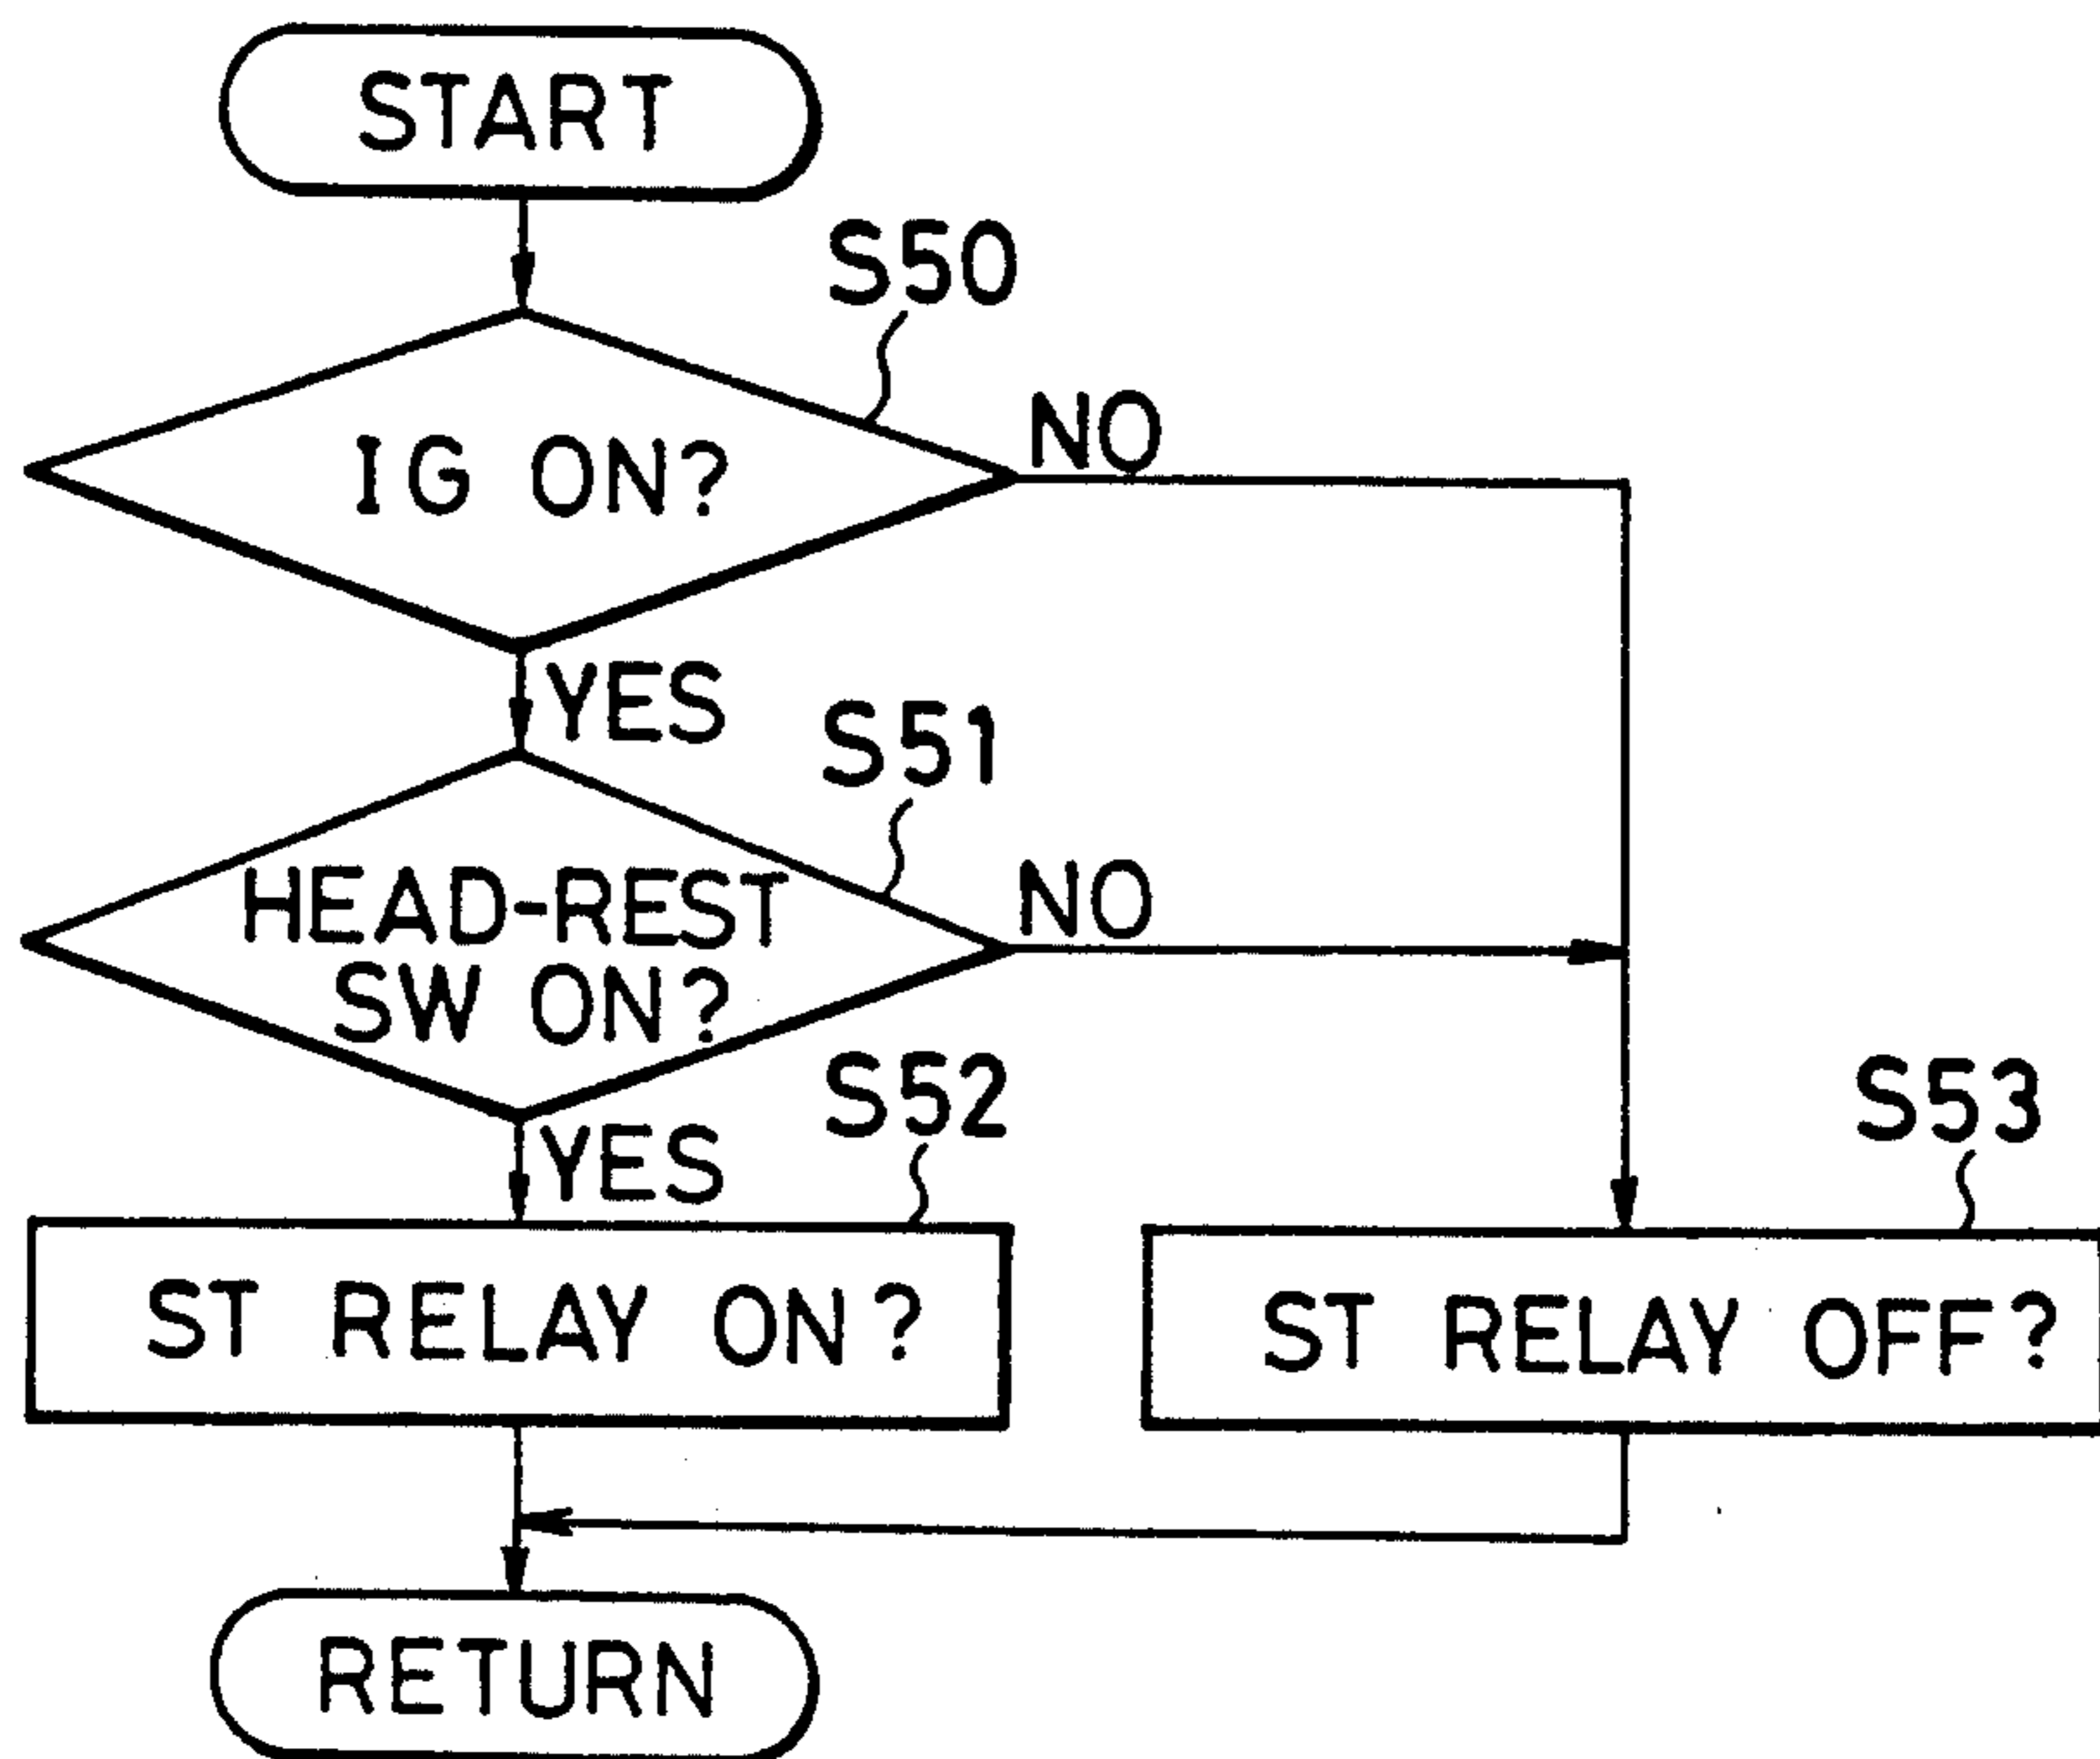 START
S50
IG ON?
NO
YES
S51
HEAD-REST
SW ON?
NO
YES
S52
S53
ST RELAY ON?
ST RELAY OFF?
RETURN